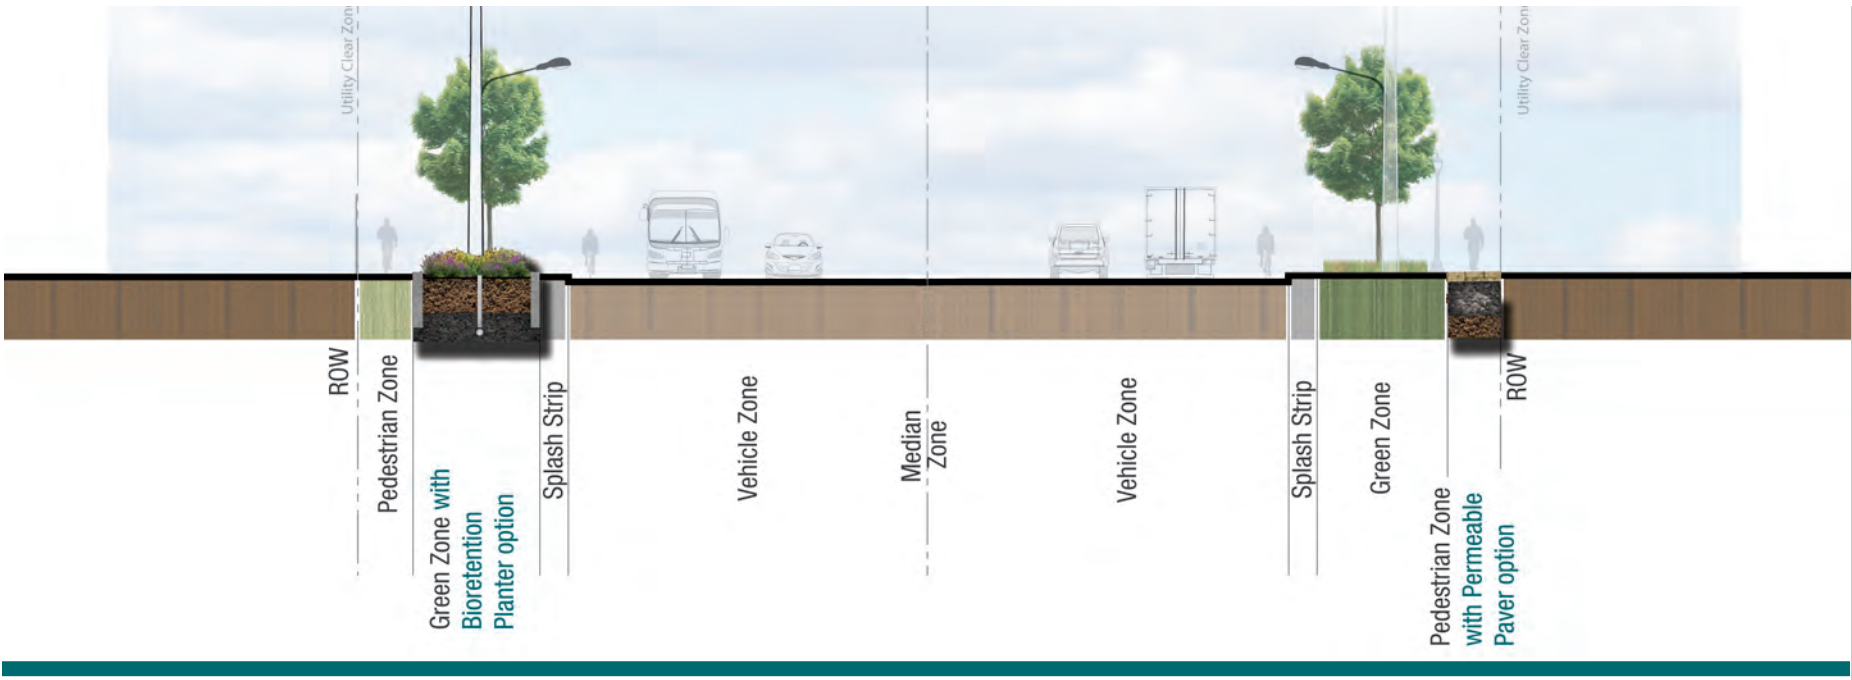 Utility Clear Zone
Utility Clear Zone
ROW
Pedestrian Zone
Green Zone with
Bioretention
Planter option
Splash Strip
Vehicle Zone
Median
Zone
Vehicle Zone
Splash Strip
Green Zone
Pedestrian Zone
with Permeable
Paver option
ROW